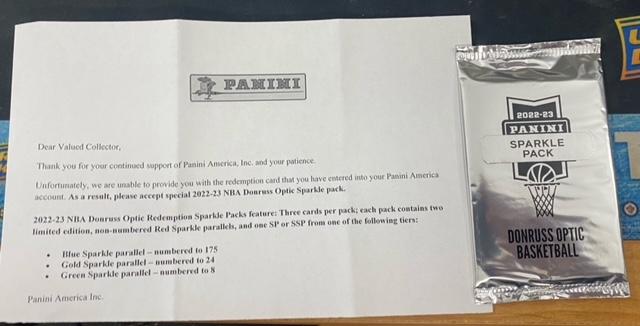 PANINI
Dear Valued Collector,
Thank you for your continued support of Panini America, Inc. and your patience.
Unfortunately, we are unable to provide you with the redemption card that you have entered into your Panini America
account. As a result, please accept special 2022-23 NBA Donruss Optic Sparkle pack.
2022-23 NBA Donruss Optic Redemption Sparkle Packs feature: Three cards per pack; each pack contains two
limited edition, non-numbered Red Sparkle parallels, and one SP or SSP from one of the following tiers:
• Blue Sparkle parallel – numbered to 175
• Gold Sparkle parallel – numbered to 24
• Green Sparkle parallel – numbered to 8
Panini America Inc.
2022-23
PANINI
SPARKLE
PACK
DONRUSS OPTIC
BASKETBALL